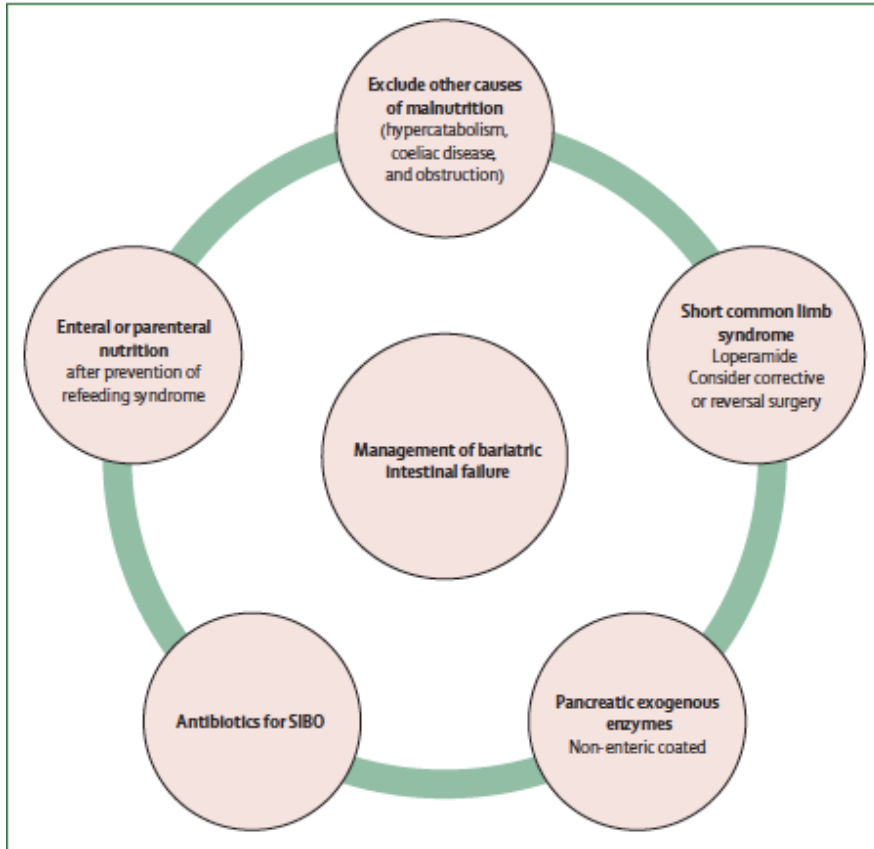 Exclude other causes
of malnutrition
(hypercatabolism,
coeliac disease,
and obstruction)
Enteral or parenteral
nutrition
after prevention of
refeeding syndrome
Short common limb
syndrome
Loperamide
Consider corrective
or reversal surgery
Management of bariatric
intestinal failure
Antibiotics for SIBO
Pancreatic exogenous
enzymes
Non-enteric coated